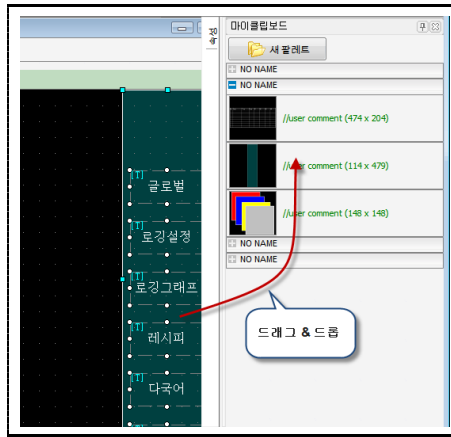 속성
마이클립보드
새 팔레트
NO NAME
NO NAME
//user comment (474 x 204)
//user comment (114 x 479)
//user comment (148 x 148)
NO NAME
NO NAME
[T]
글로벌
[T]
로깅설정
[T]
로깅그래프
[T]
레시피
[T]
다국어
[T]
드래그 & 드롭